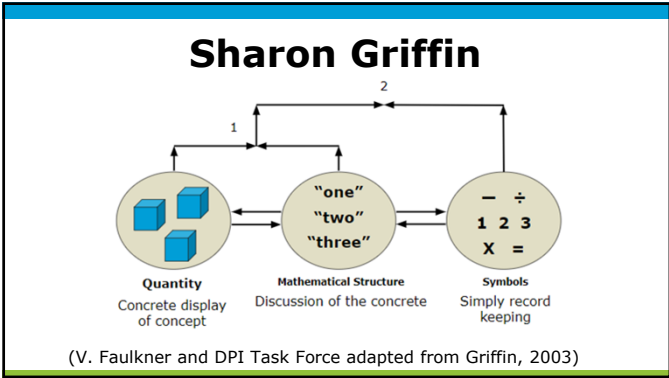 Sharon Griffin
2
1
“one”
“two”
“three”
− ÷
1 2 3
X =
Quantity
Concrete display
of concept
Mathematical Structure
Discussion of the concrete
Symbols
Simply record
keeping
(V. Faulkner and DPI Task Force adapted from Griffin, 2003)